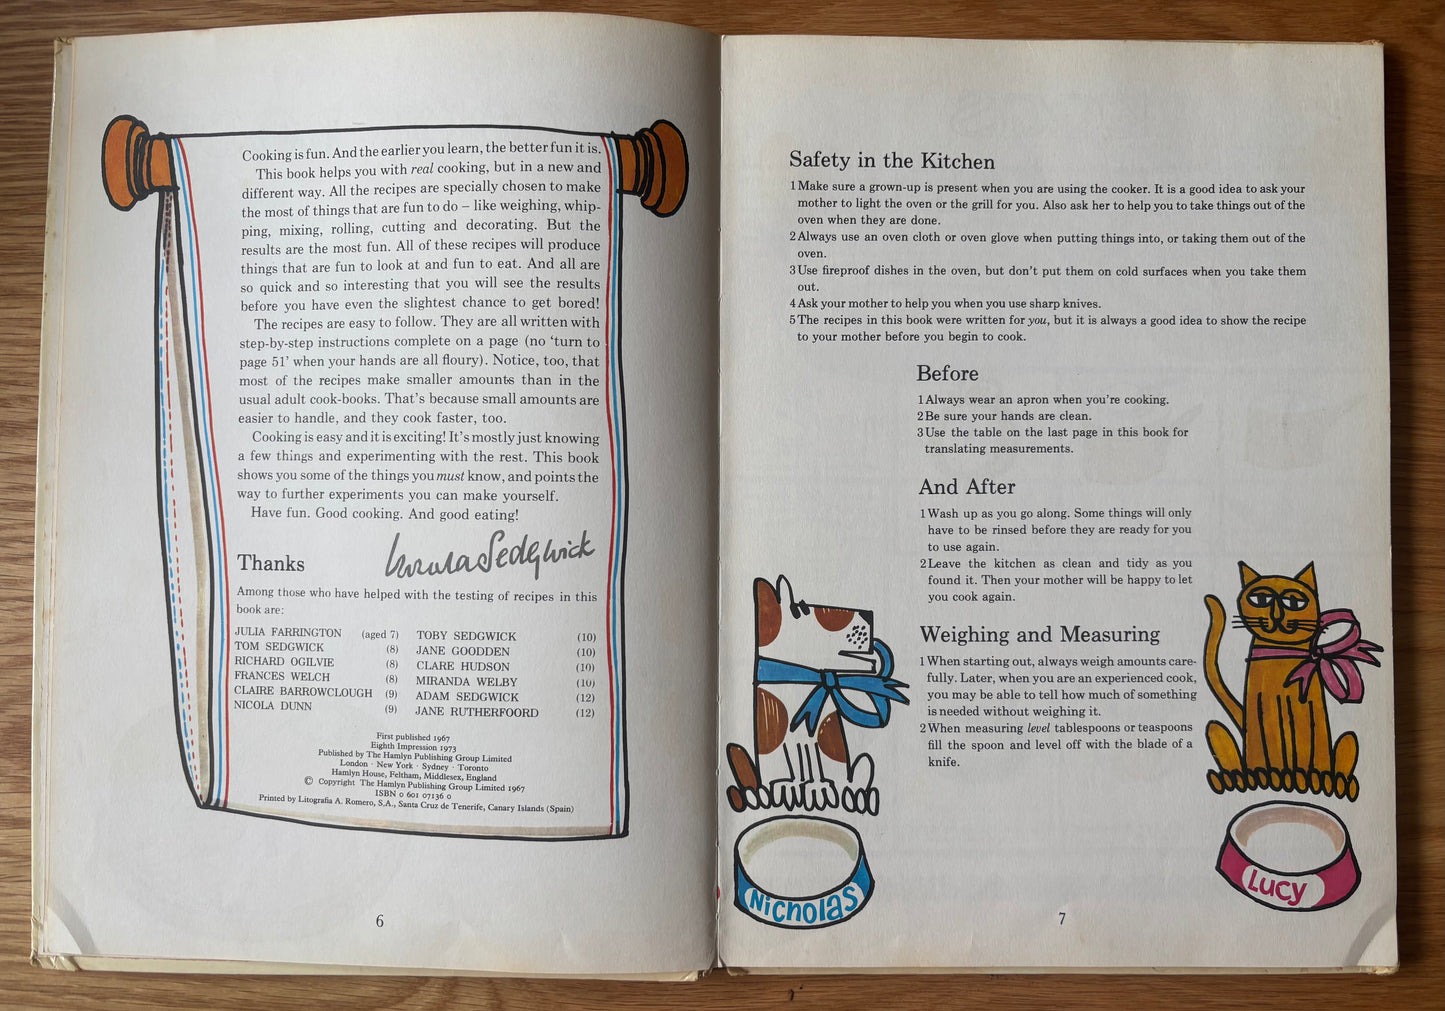 Cooking is fun. And the earlier you learn, the better fun it is.
This book helps you with real cooking, but in a new and
different way. All the recipes are specially chosen to make
the most of things that are fun to do – like weighing, whip-
ping, mixing, rolling, cutting and decorating. But the
results are the most fun. All of these recipes will produce
things that are fun to look at and fun to eat. And all are
so quick and so interesting that you will see the results
before you have even the slightest chance to get bored!
The recipes are easy to follow. They are all written with
step-by-step instructions complete on a page (no ‘turn to
page 51’ when your hands are all floury). Notice, too, that
most of the recipes make smaller amounts than in the
usual adult cook-books. That’s because small amounts are
easier to handle, and they cook faster, too.
Cooking is easy and it is exciting! It’s mostly just knowing
a few things and experimenting with the rest. This book
shows you some of the things you must know, and points the
way to further experiments you can make yourself.
Have fun. Good cooking. And good eating!
Ursula Sedgwick
Thanks
Among those who have helped with the testing of recipes in this
book are:
JULIA FARRINGTON (aged 7)
TOM SEDGWICK (8)
RICHARD OGILVIE (8)
FRANCES WELCH (8)
CLAIRE BARROWCLOUGH (9)
NICOLA DUNN (9)
TOBY SEDGWICK (10)
JANE GOODDEN (10)
CLARE HUDSON (10)
MIRANDA WELBY (10)
ADAM SEDGWICK (12)
JANE RUTHERFOORD (12)
First published 1967
Eighth Impression 1973
Published by The Hamlyn Publishing Group Limited
London · New York · Sydney · Toronto
Hamlyn House, Feltham, Middlesex, England
© Copyright The Hamlyn Publishing Group Limited 1967
ISBN 0 601 07136 0
Printed by Litografia A. Romero, S.A., Santa Cruz de Tenerife, Canary Islands (Spain)
6
Safety in the Kitchen
1 Make sure a grown-up is present when you are using the cooker. It is a good idea to ask your
mother to light the oven or the grill for you. Also ask her to help you to take things out of the
oven when they are done.
2 Always use an oven cloth or oven glove when putting things into, or taking them out of the
oven.
3 Use fireproof dishes in the oven, but don’t put them on cold surfaces when you take them
out.
4 Ask your mother to help you when you use sharp knives.
5 The recipes in this book were written for you, but it is always a good idea to show the recipe
to your mother before you begin to cook.
Before
1 Always wear an apron when you’re cooking.
2 Be sure your hands are clean.
3 Use the table on the last page in this book for
translating measurements.
And After
1 Wash up as you go along. Some things will only
have to be rinsed before they are ready for you
to use again.
2 Leave the kitchen as clean and tidy as you
found it. Then your mother will be happy to let
you cook again.
Weighing and Measuring
1 When starting out, always weigh amounts care-
fully. Later, when you are an experienced cook,
you may be able to tell how much of something
is needed without weighing it.
2 When measuring level tablespoons or teaspoons
fill the spoon and level off with the blade of a
knife.
Nicholas
Lucy
7